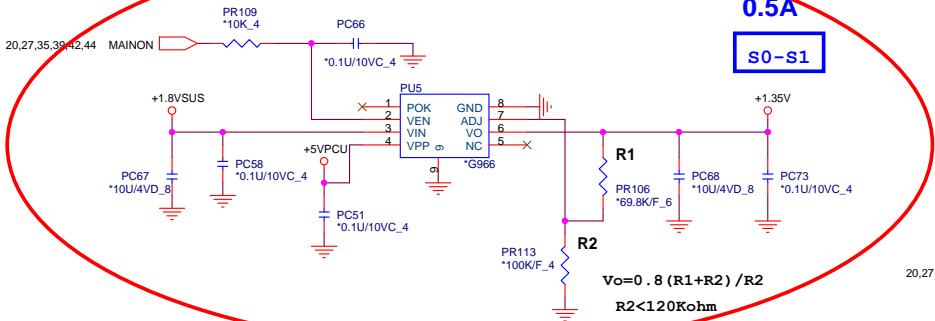 0.5A
S0-S1
PR109
*10K_4
20,27,35,39,42,44 MAINON
PC66
*0.1U/10VC_4
PU5
1 POK GND 8
2 VEN ADJ 7
3 VIN VO 6
4 VPP 9 NC 5
*G966
9
+1.8VSUS
+5VPCU
+1.35V
PC67
*10U/4VD_8
PC58
*0.1U/10VC_4
PC51
*0.1U/10VC_4
R1
PR106
*69.8K/F_6
PC68
*10U/4VD_8
PC73
*0.1U/10VC_4
R2
PR113
*100K/F_4
Vo=0.8(R1+R2)/R2
R2<120Kohm
20,27